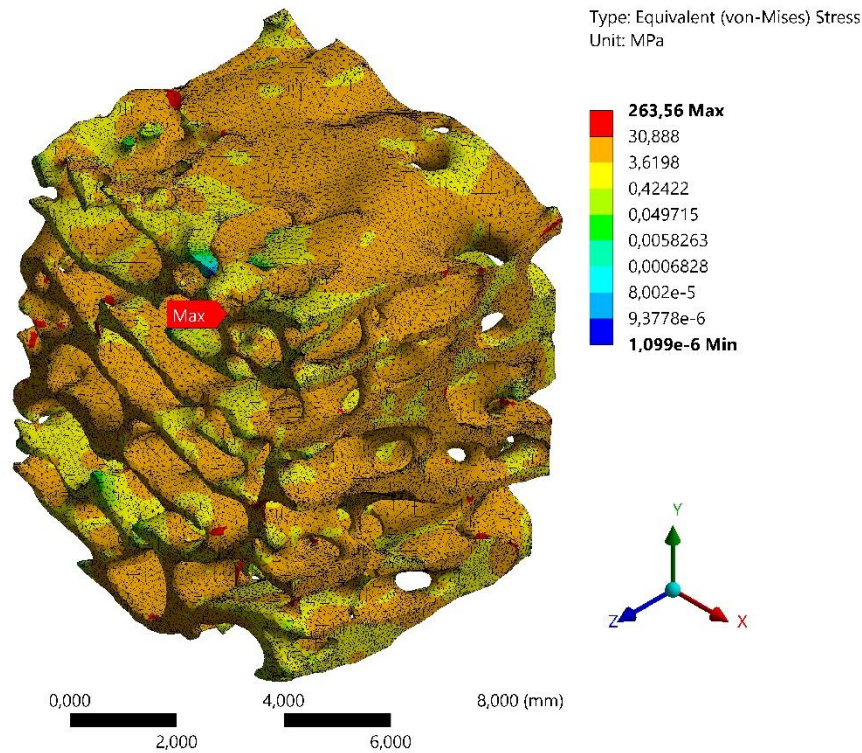 Type: Equivalent (von-Mises) Stress
Unit: MPa
263,56 Max
30,888
3,6198
0,42422
0,049715
0,0058263
0,0006828
8,002e-5
9,3778e-6
1,099e-6 Min
Max
Y
Z
X
0,000 4,000 8,000 (mm)
2,000 6,000